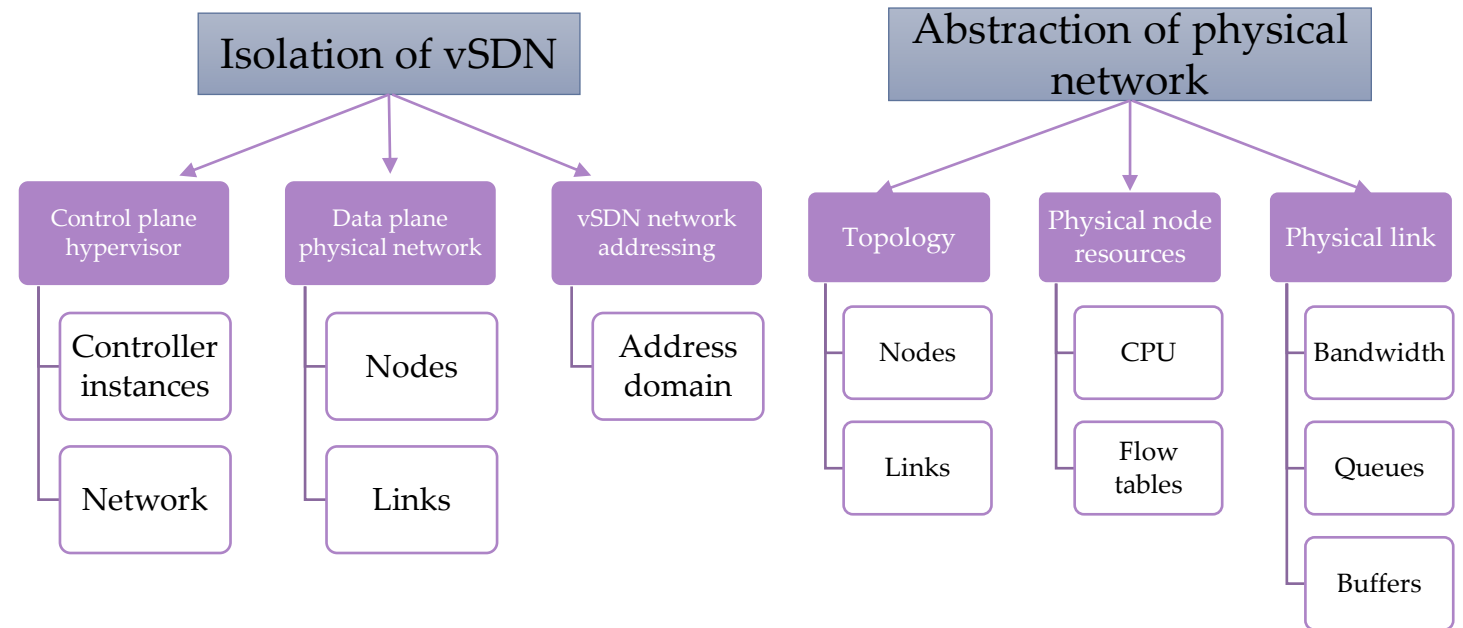 Isolation of vSDN
Control plane
hypervisor
Controller
instances
Network
Data plane
physical network
Nodes
Links
vSDN network
addressing
Address
domain
Abstraction of physical
network
Topology
Nodes
Links
Physical node
resources
CPU
Flow
tables
Physical link
Bandwidth
Queues
Buffers